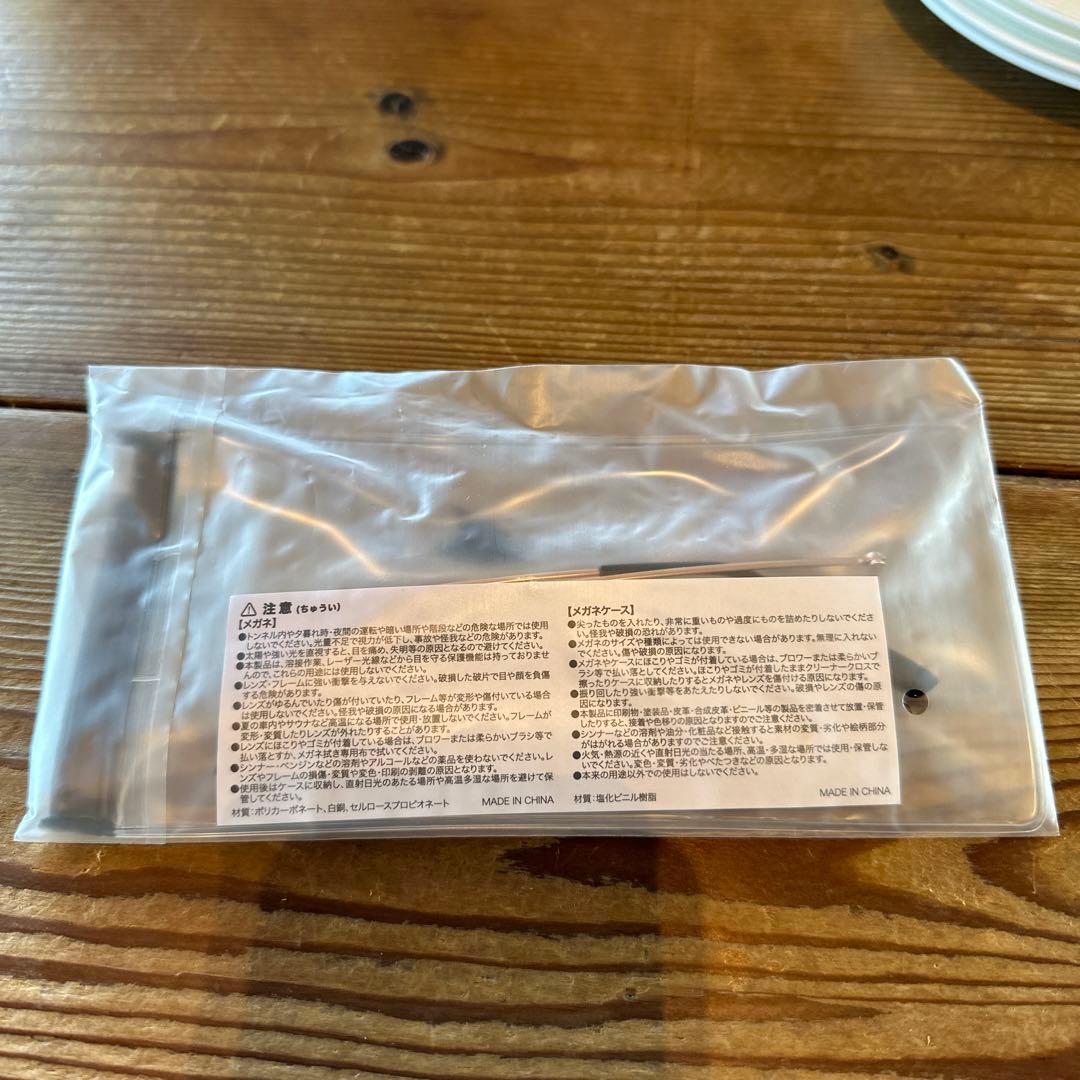 ⚠ 注意(ちゅうい)
【メガネ】
●トンネル内や夕暮れ時・夜間の運転や暗い場所や階段などの危険な場所では使用
しないでください。光量不足で視力が低下し、事故や怪我などの危険があります。
●太陽や強い光を直視すると、目を痛め、失明等の原因となるので避けてください。
●本製品は、溶接作業、レーザー光線などから目を守る保護機能は持っておりませ
んので、これらの用途には使用しないでください。
●レンズ・フレームに強い衝撃を与えないでください。破損した破片で目や顔を負傷
する危険があります。
●レンズがゆるんでいたり傷が付いていたり、フレーム等が変形や傷付いている場合
は使用しないでください。怪我や破損の原因になる場合があります。
●夏の車内やサウナなど高温になる場所で使用・放置しないでください。フレームが
変形・変質したりレンズが外れたりすることがあります。
●レンズにほこりやゴミが付着している場合は、ブロワーまたは柔らかいブラシ等で
払い落とすか、メガネ拭き専用布で拭いてください。
●シンナー・ベンジンなどの溶剤やアルコールなどの薬品を使わないでください。レ
ンズやフレームの損傷・変質や変色・印刷の剥離の原因となります。
●使用後はケースに収納し、直射日光のあたる場所や高温多湿な場所を避けて保
管してください。
材質:ポリカーボネート、白銅、セルロースプロピオネート MADE IN CHINA
【メガネケース】
●尖ったものを入れたり、非常に重いものや過度にものを詰めたりしないでくださ
い。怪我や破損の恐れがあります。
●メガネのサイズや種類によっては使用できない場合があります。無理に入れない
でください。傷や破損の原因になります。
●メガネやケースにほこりやゴミが付着している場合は、ブロワーまたは柔らかいブ
ラシ等で払い落としてください。ほこりやゴミが付着したままクリーナークロスで
擦ったりケースに収納したりするとメガネやレンズを傷付ける原因になります。
●振り回したり強い衝撃等をあたえたりしないでください。破損やレンズの傷の原
因になります。
●本製品に印刷物・塗装品・皮革・合成皮革・ビニール等の製品を密着させて放置・保管
したりすると、接着や色移りの原因となりますのでご注意ください。
●シンナーなどの溶剤や油分・化粧品など接触すると素材の変質・劣化や絵柄部分
がはがれる場合がありますのでご注意ください。
●火気・熱源の近くや直射日光の当たる場所、高温・多湿な場所では使用・保管しな
いでください。変色・変質・劣化やべたつきなどの原因となります。
●本来の用途以外での使用はしないでください。
材質:塩化ビニル樹脂 MADE IN CHINA